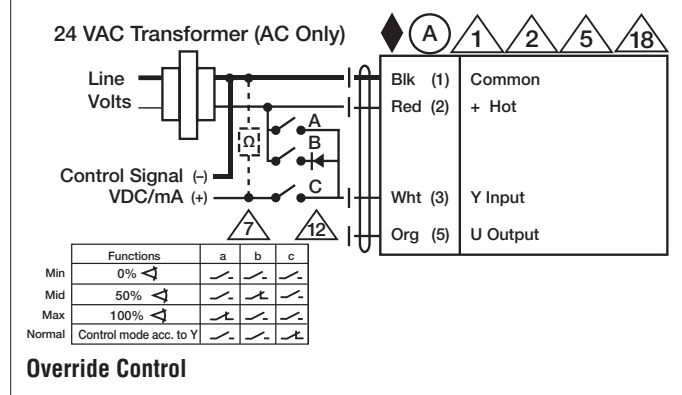 24 VAC Transformer (AC Only)
A 1 2 5 18
Line
Volts
Blk (1) Common
Red (2) + Hot
A
B
Ω
Control Signal (–)
VDC/mA (+)
C
Wht (3) Y Input
7 12
Org (5) U Output
Functions a b c
Min 0%
Mid 50%
Max 100%
Normal Control mode acc. to Y
Override Control